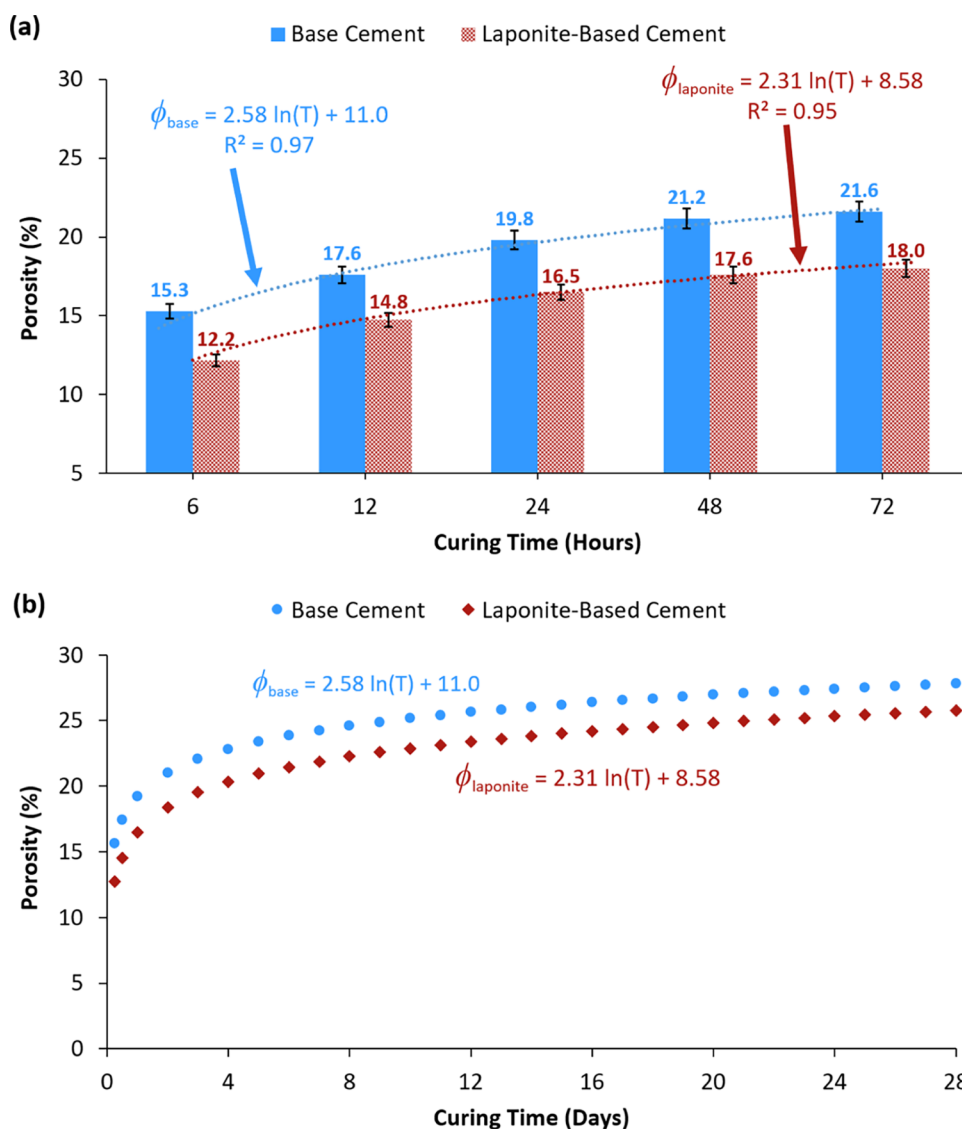 (a)
Base Cement Laponite-Based Cement
30
25
20
15
10
5
Porosity (%)
ϕbase = 2.58 ln(T) + 11.0
R² = 0.97
ϕlaponite = 2.31 ln(T) + 8.58
R² = 0.95
15.3 17.6 19.8 21.2 21.6
12.2 14.8 16.5 17.6 18.0
6 12 24 48 72
Curing Time (Hours)
(b)
Base Cement Laponite-Based Cement
30
25
20
15
10
5
0
Porosity (%)
ϕbase = 2.58 ln(T) + 11.0
ϕlaponite = 2.31 ln(T) + 8.58
0 4 8 12 16 20 24 28
Curing Time (Days)